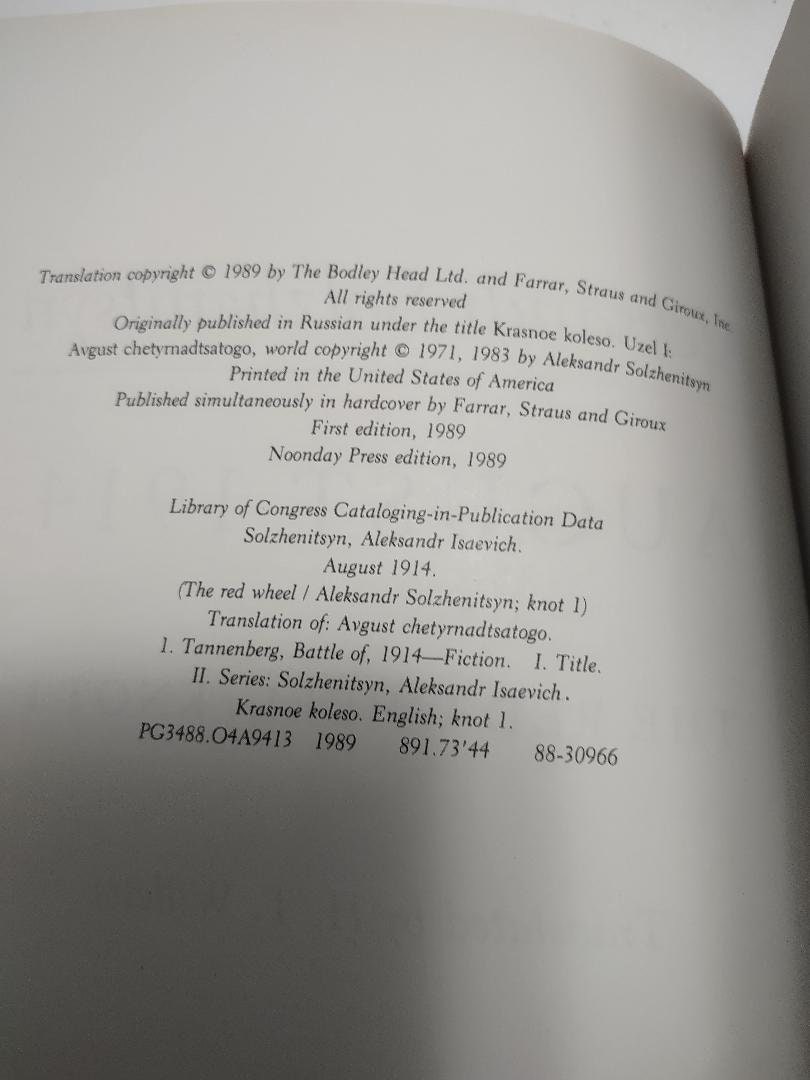 Translation copyright © 1989 by The Bodley Head Ltd. and Farrar, Straus and Giroux, Inc.
All rights reserved
Originally published in Russian under the title Krasnoe koleso. Uzel I:
Avgust chetyrnadtsatogo, world copyright © 1971, 1983 by Aleksandr Solzhenitsyn
Printed in the United States of America
Published simultaneously in hardcover by Farrar, Straus and Giroux
First edition, 1989
Noonday Press edition, 1989
Library of Congress Cataloging-in-Publication Data
Solzhenitsyn, Aleksandr Isaevich.
August 1914.
(The red wheel / Aleksandr Solzhenitsyn; knot 1)
Translation of: Avgust chetyrnadtsatogo.
1. Tannenberg, Battle of, 1914—Fiction. I. Title.
II. Series: Solzhenitsyn, Aleksandr Isaevich.
Krasnoe koleso. English; knot 1.
PG3488.O4A9413 1989 891.73'44 88-30966